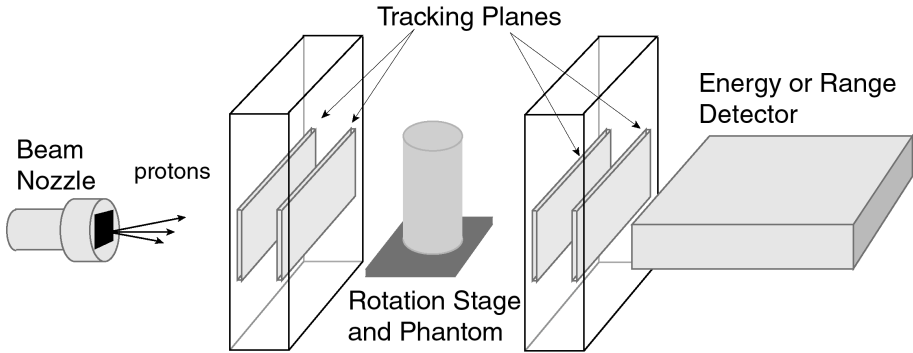 Tracking Planes
Energy or Range
Detector
Beam
Nozzle
protons
Rotation Stage
and Phantom